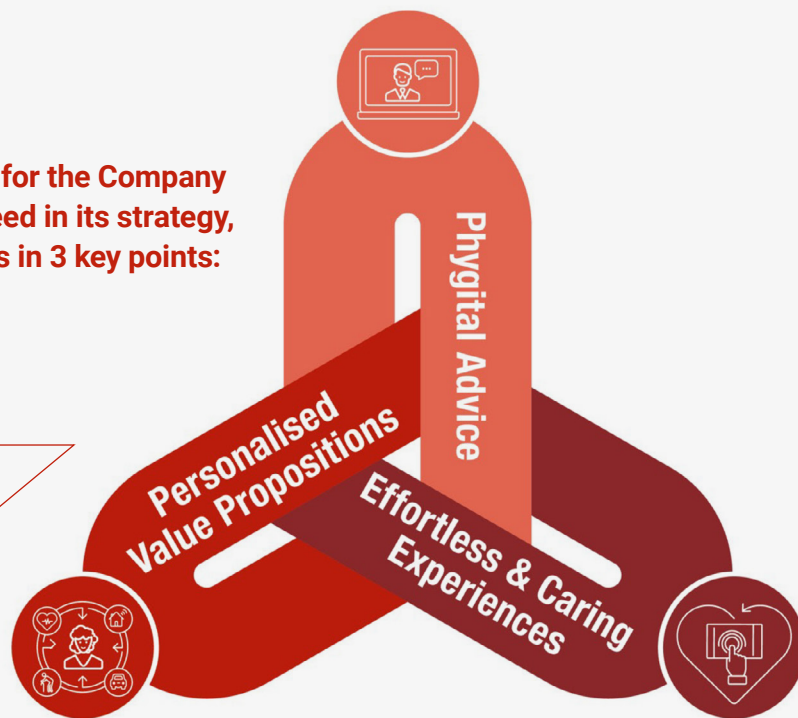 for the Company
eed in its strategy,
s in 3 key points:
Phygital Advice
Personalised
Value Propositions
Effortless & Caring
Experiences